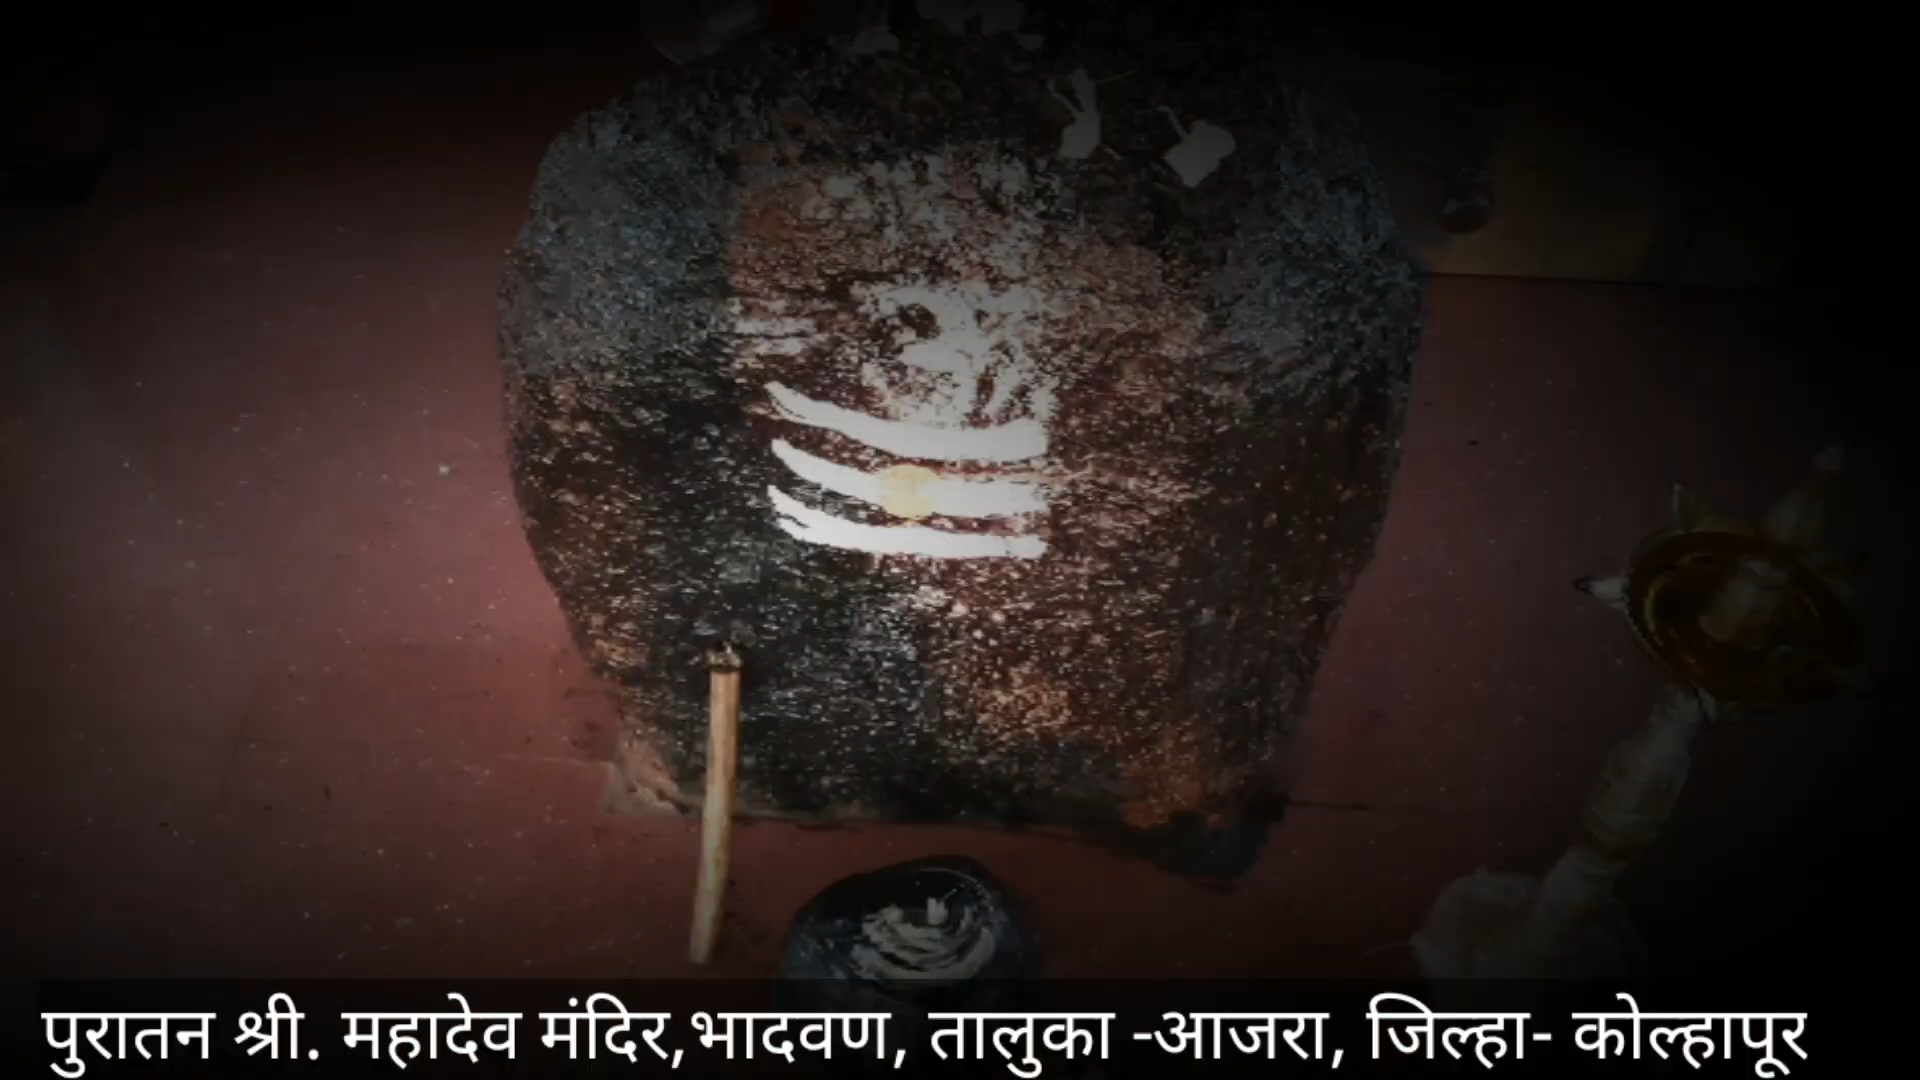 पुरातन श्री. महादेव मंदिर,भादवण, तालुका -आजरा, जिल्हा- कोल्हापूर